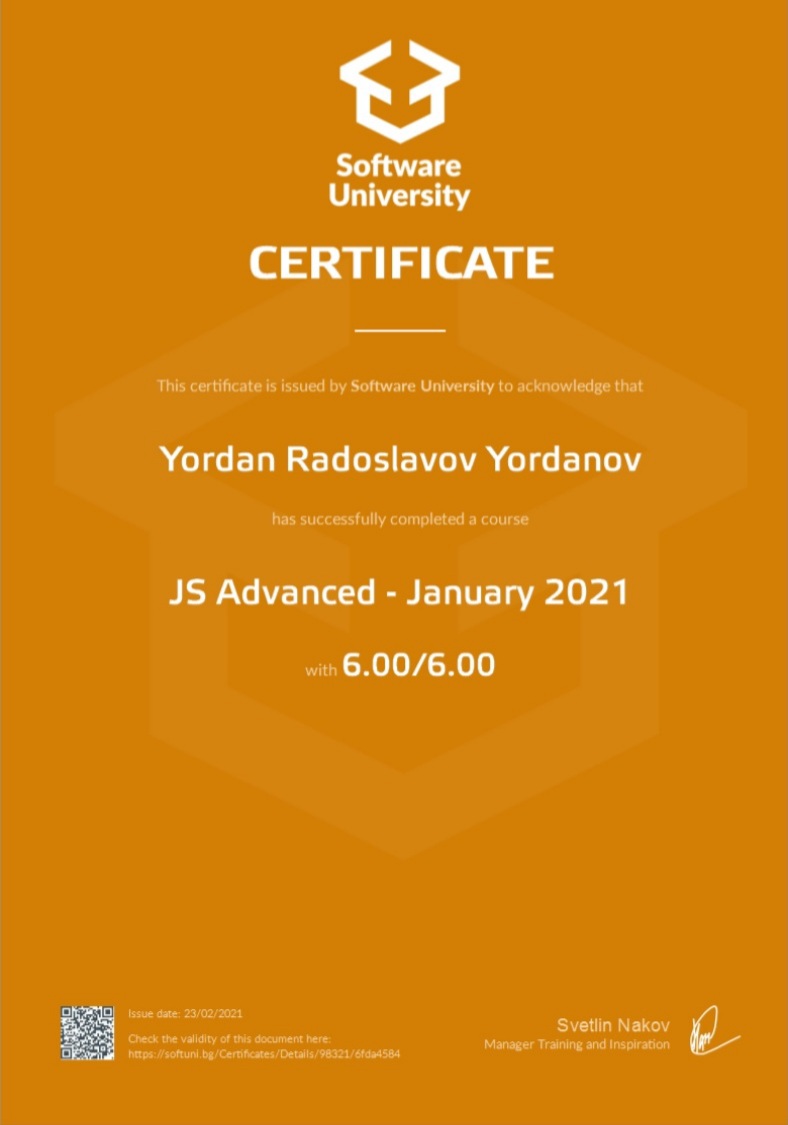 Software
University
CERTIFICATE
This certificate is issued by Software University to acknowledge that
Yordan Radoslavov Yordanov
has successfully completed a course
JS Advanced - January 2021
with 6.00/6.00
Issue date: 23/02/2021
Check the validity of this document here:
https://softuni.bg/Certificates/Details/98321/6fda4584
Svetlin Nakov
Manager Training and Inspiration